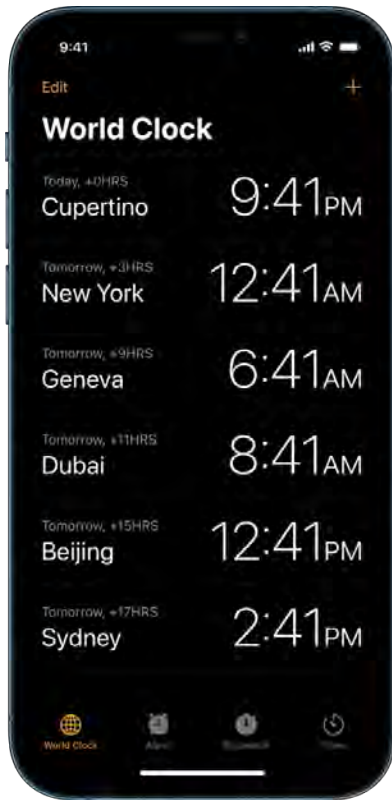 9:41
Edit
+
World Clock
Today, +0HRS
Cupertino
9:41PM
Tomorrow, +3HRS
New York
12:41AM
Tomorrow, +9HRS
Geneva
6:41AM
Tomorrow, +11HRS
Dubai
8:41AM
Tomorrow, +15HRS
Beijing
12:41PM
Tomorrow, +17HRS
Sydney
2:41PM
World Clock